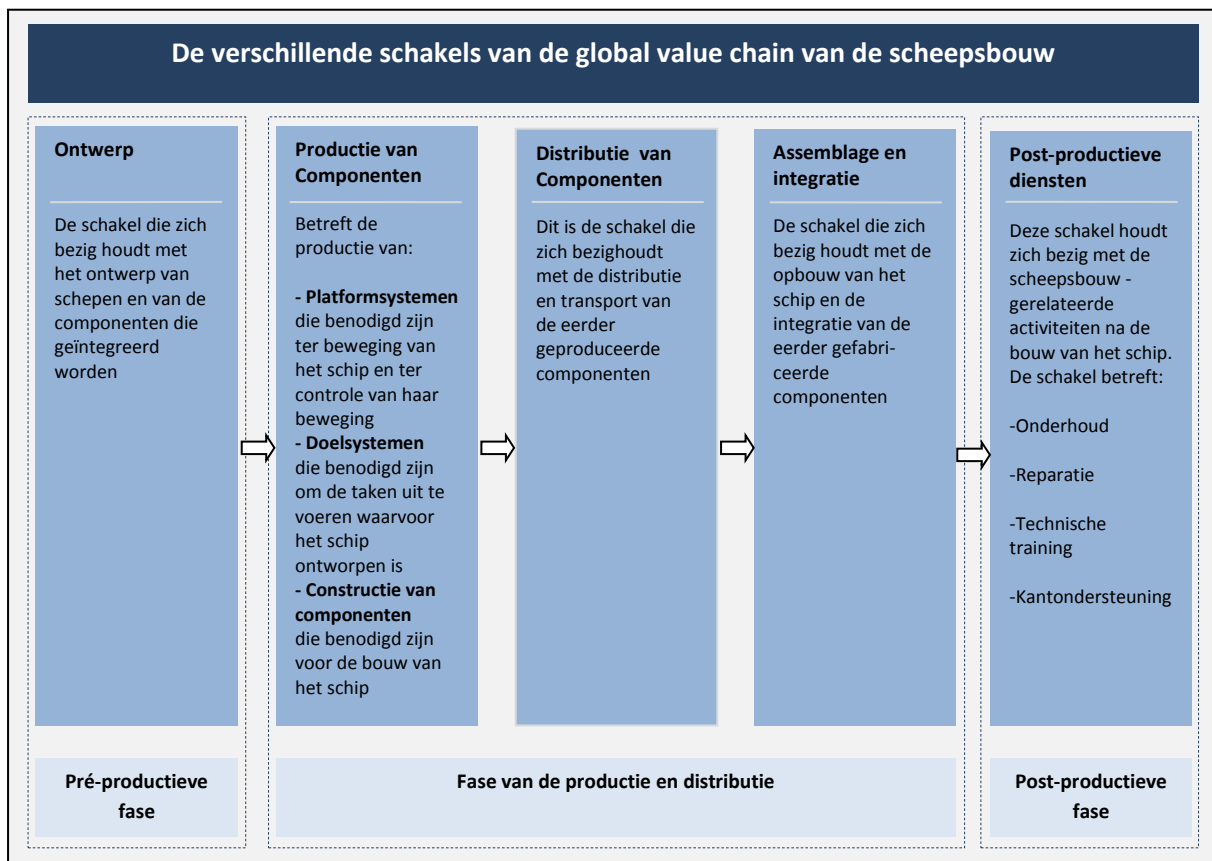 De verschillende schakels van de global value chain van de scheepsbouw
Ontwerp
De schakel die zich
bezig houdt met
het ontwerp van
schepen en van de
componenten die
geïntegreerd
worden
Productie van
Componenten
Betreft de
productie van:
- Platformsystemen
die benodigd zijn
ter beweging van
het schip en ter
controle van haar
beweging
- Doelsystemen
die benodigd zijn
om de taken uit te
voeren waarvoor
het schip
ontworpen is
- Constructie van
componenten
die benodigd zijn
voor de bouw van
het schip
Distributie van
Componenten
Dit is de schakel die
zich bezighoudt
met de distributie
en transport van
de eerder
geproduceerde
componenten
Assemblage en
integratie
De schakel die zich
bezig houdt met de
opbouw van het
schip en de
integratie van de
eerder gefabri-
ceerde
componenten
Post-productieve
diensten
Deze schakel houdt
zich bezig met de
scheepsbouw -
gerelateerde
activiteiten na de
bouw van het schip.
De schakel betreft:
-Onderhoud
-Reparatie
-Technische
training
-Kantondersteuning
Pré-productieve
fase
Fase van de productie en distributie
Post-productieve
fase